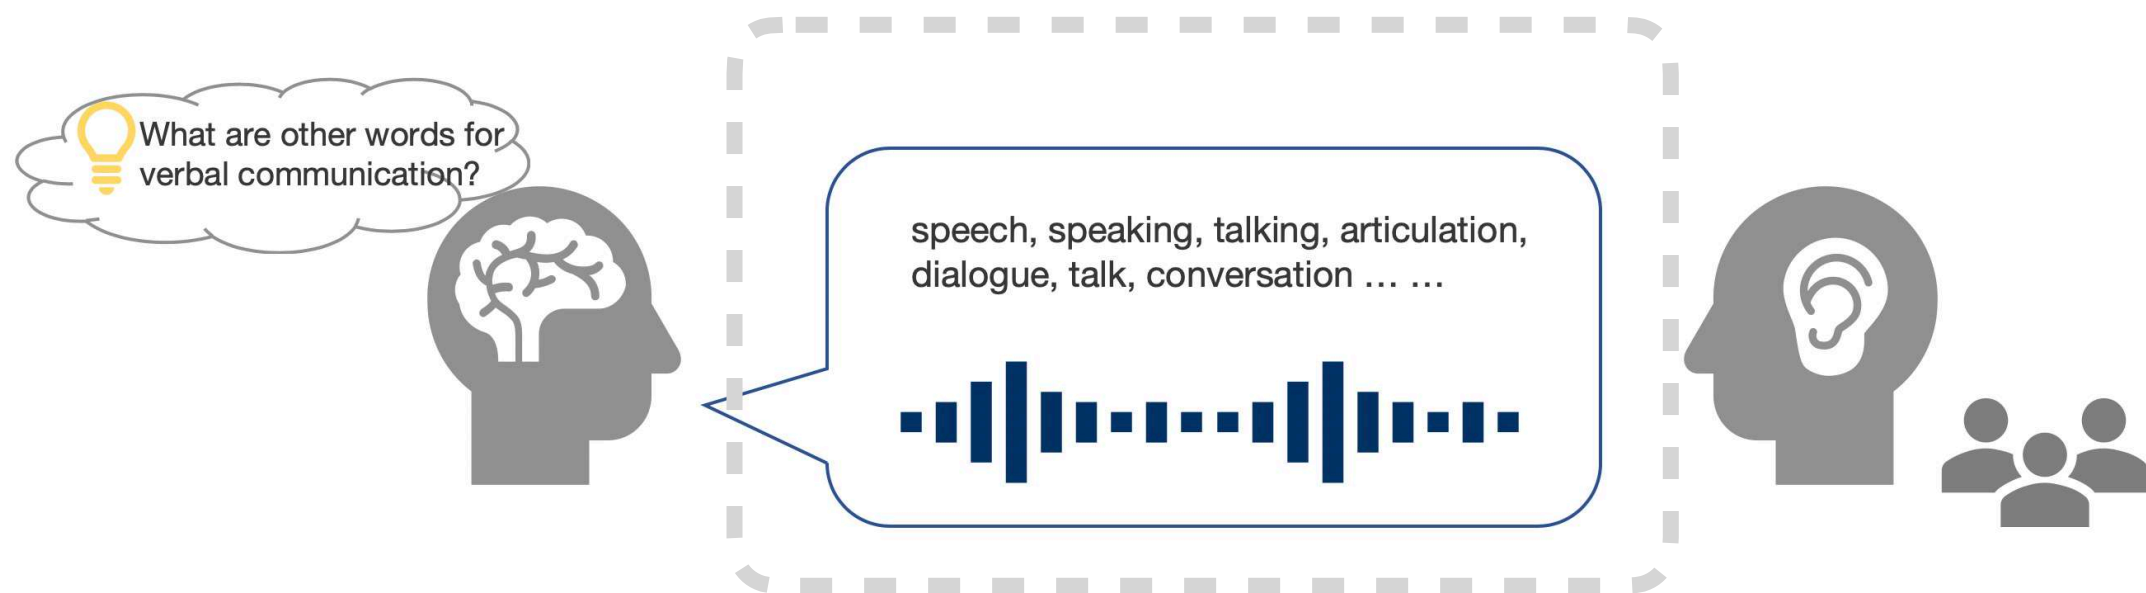 What are other words for
verbal communication?
speech, speaking, talking, articulation,
dialogue, talk, conversation ... ...